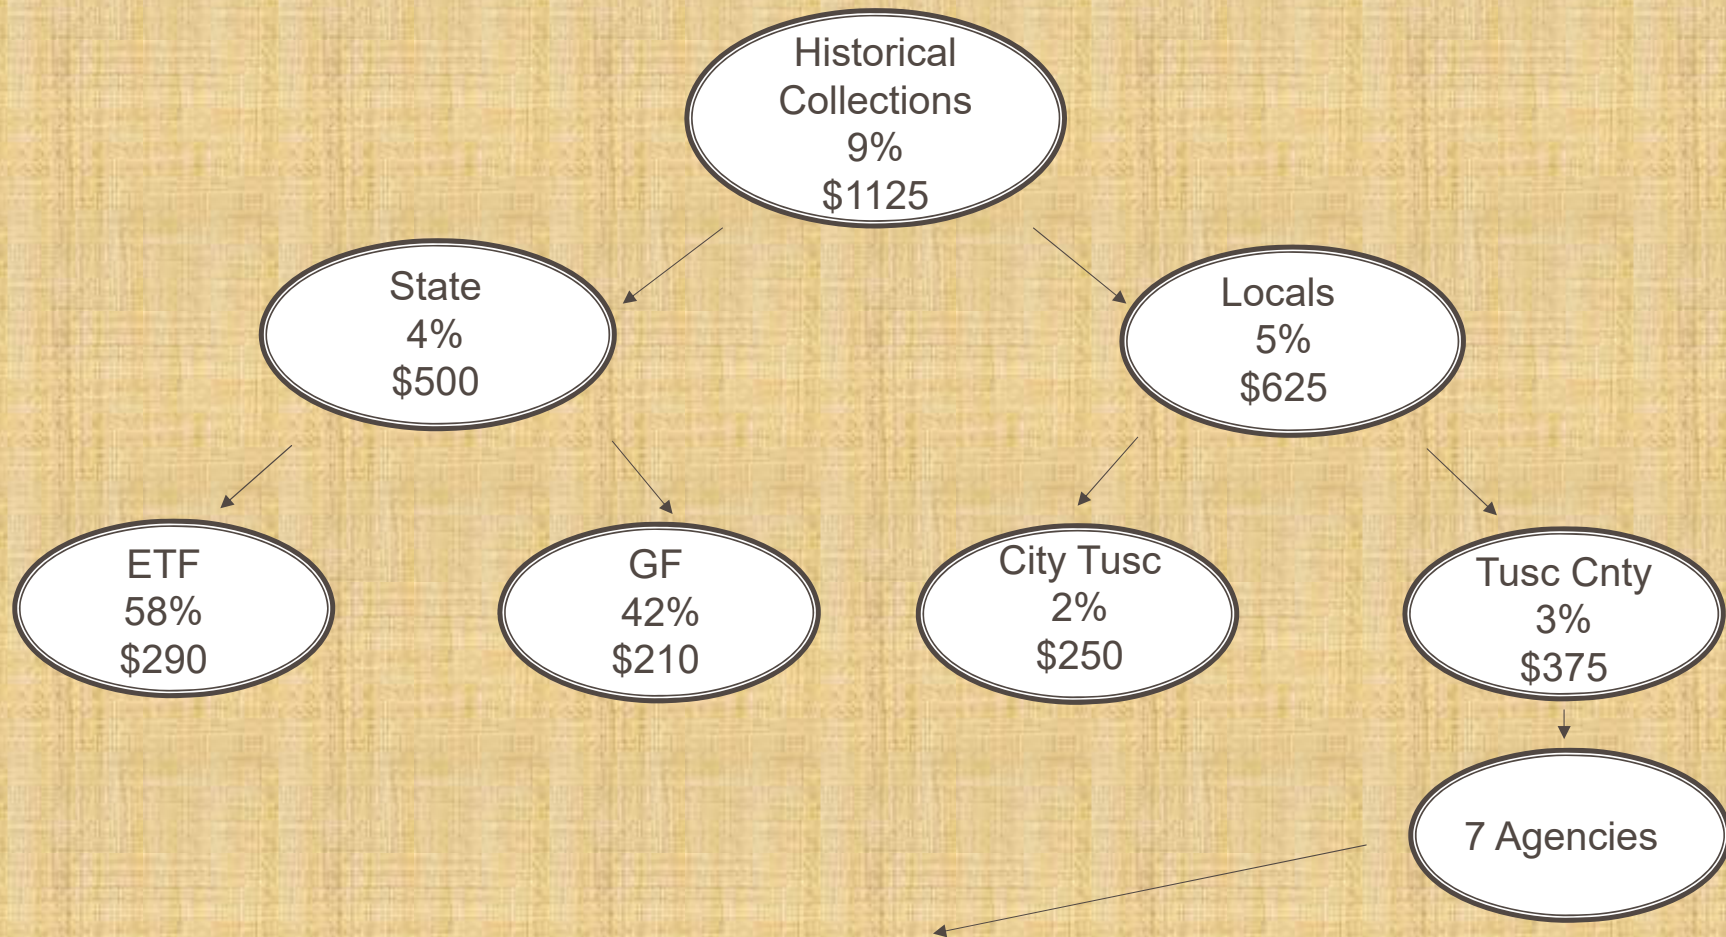 Historical
Collections
9%
$1125
State
4%
$500
Locals
5%
$625
ETF
58%
$290
GF
42%
$210
City Tusc
2%
$250
Tusc Cnty
3%
$375
7 Agencies